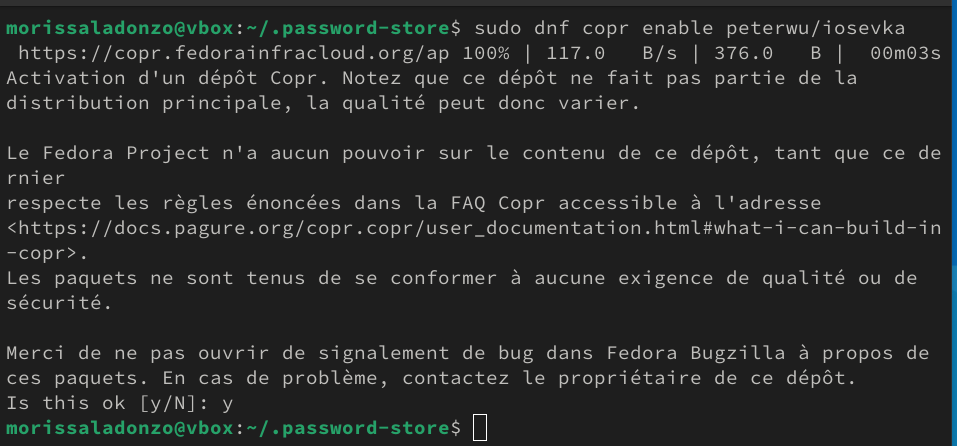 morissaladonzo@vbox:~/.password-store$ sudo dnf copr enable peterwu/iosevka
https://copr.fedorainfracloud.org/ap 100% | 117.0   B/s | 376.0   B |  00m03s
Activation d'un dépôt Copr. Notez que ce dépôt ne fait pas partie de la
distribution principale, la qualité peut donc varier.

Le Fedora Project n'a aucun pouvoir sur le contenu de ce dépôt, tant que ce de
rnier
respecte les règles énoncées dans la FAQ Copr accessible à l'adresse
<https://docs.pagure.org/copr.copr/user_documentation.html#what-i-can-build-in
-copr>.
Les paquets ne sont tenus de se conformer à aucune exigence de qualité ou de
sécurité.

Merci de ne pas ouvrir de signalement de bug dans Fedora Bugzilla à propos de
ces paquets. En cas de problème, contactez le propriétaire de ce dépôt.
Is this ok [y/N]: y
morissaladonzo@vbox:~/.password-store$